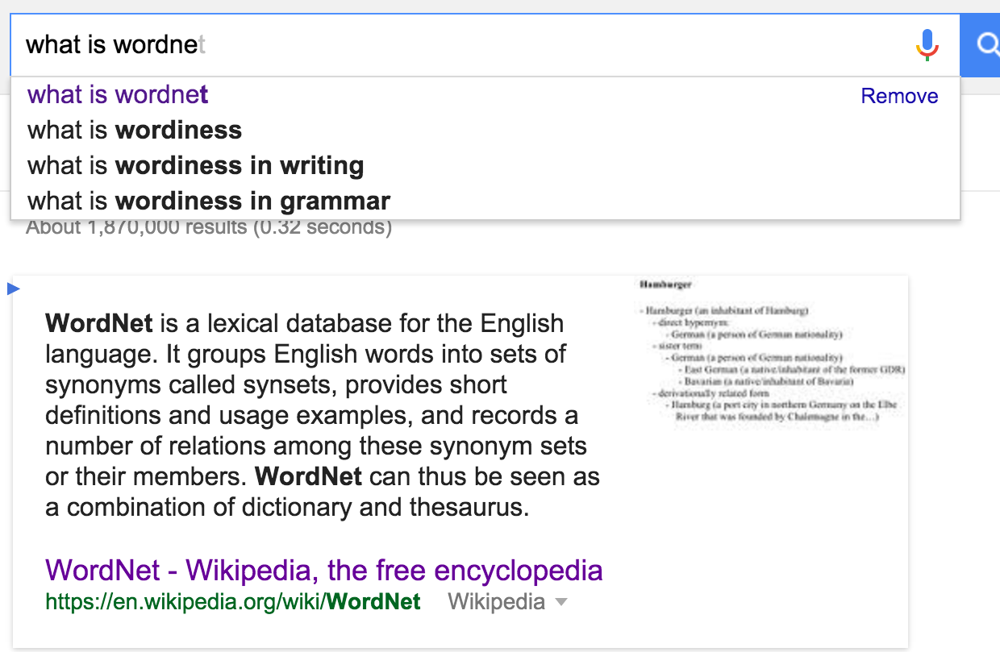 what is wordnet
what is wordnet
Remove
what is wordiness
what is wordiness in writing
what is wordiness in grammar
About 1,870,000 results (0.32 seconds)
WordNet is a lexical database for the English
language. It groups English words into sets of
synonyms called synsets, provides short
definitions and usage examples, and records a
number of relations among these synonym sets
or their members. WordNet can thus be seen as
a combination of dictionary and thesaurus.
Hamburger
- Hamburger (an inhabitant of Hamburg)
- direct hypernym:
- German (a person of German nationality)
- sister term
- German (a person of German nationality)
- East German (a native/inhabitant of the former GDR)
- Bavarian (a native/inhabitant of Bavaria)
- derivationally related form
- Hamburg (a port city in northern Germany on the Elbe
River that was founded by Charlemagne in the...)
WordNet - Wikipedia, the free encyclopedia
https://en.wikipedia.org/wiki/WordNet Wikipedia